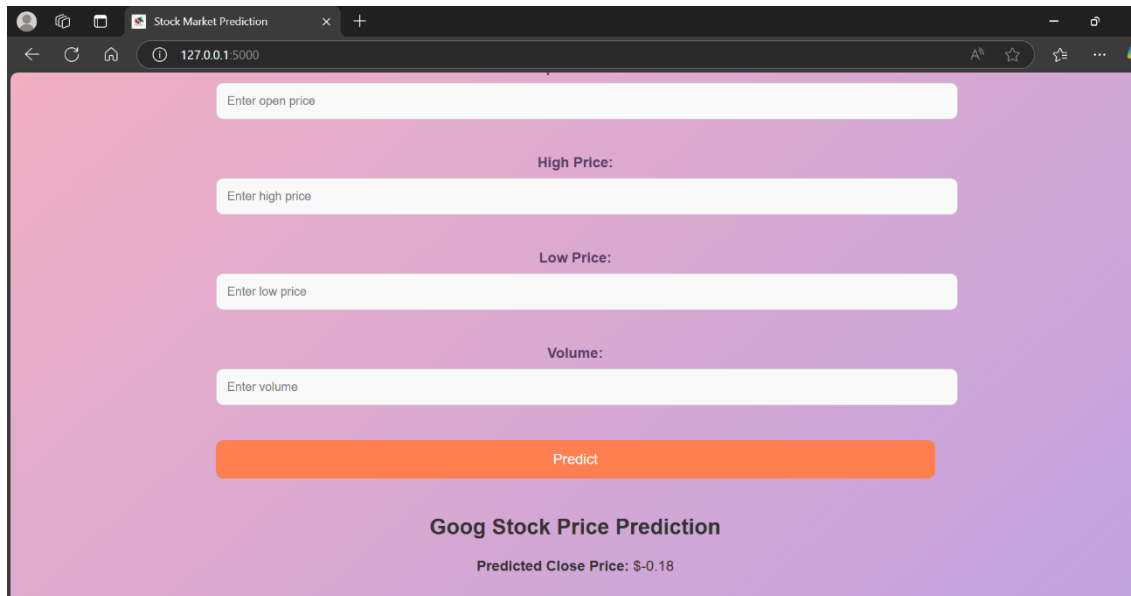 Stock Market Prediction
127.0.0.1:5000
Enter open price
High Price:
Enter high price
Low Price:
Enter low price
Volume:
Enter volume
Predict
Goog Stock Price Prediction
Predicted Close Price: $-0.18